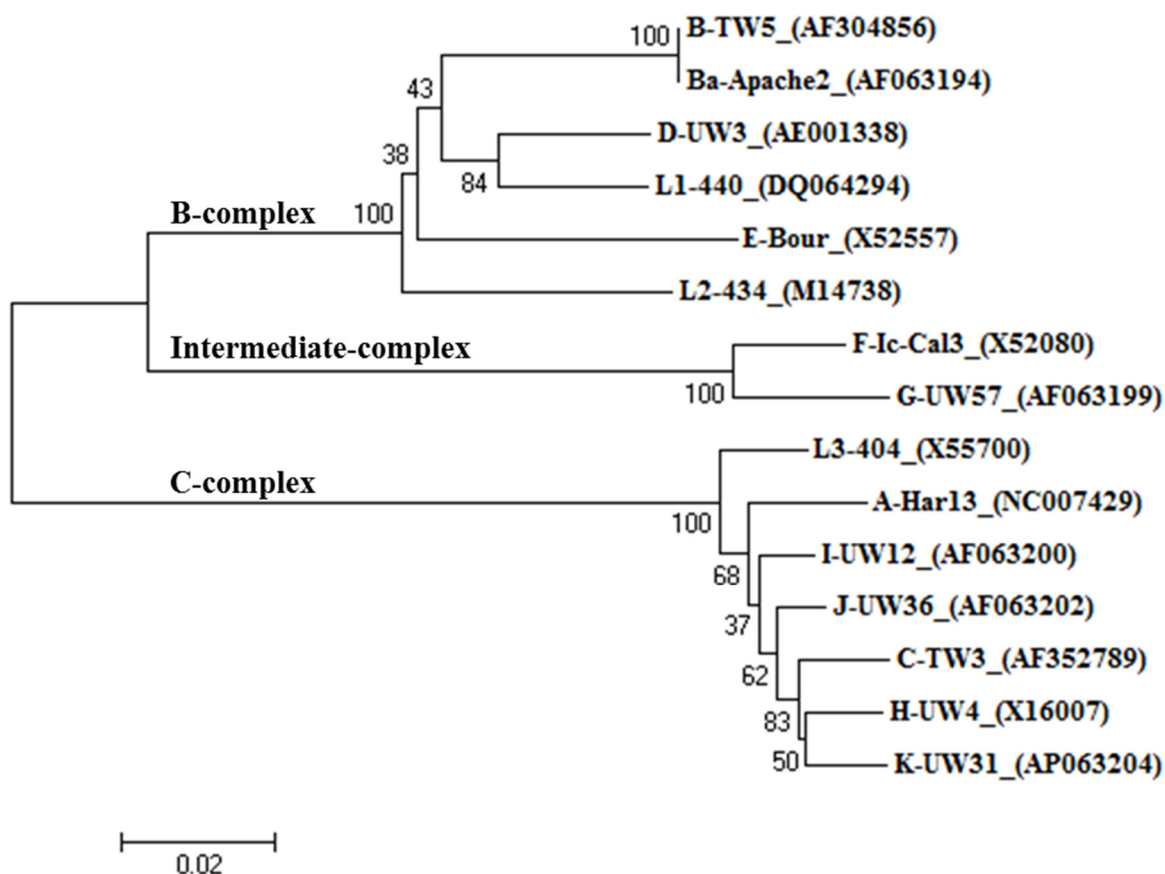 100
B-TW5_(AF304856)
Ba-Apache2_(AF063194)
43
D-UW3_(AE001338)
38
84
L1-440_(DQ064294)
B-complex
100
E-Bour_(X52557)
L2-434_(M14738)
Intermediate-complex
F-Ic-Cal3_(X52080)
100
G-UW57_(AF063199)
L3-404_(X55700)
C-complex
100
A-Har13_(NC007429)
I-UW12_(AF063200)
68
J-UW36_(AF063202)
37
C-TW3_(AF352789)
62
H-UW4_(X16007)
83
50
K-UW31_(AP063204)
0.02